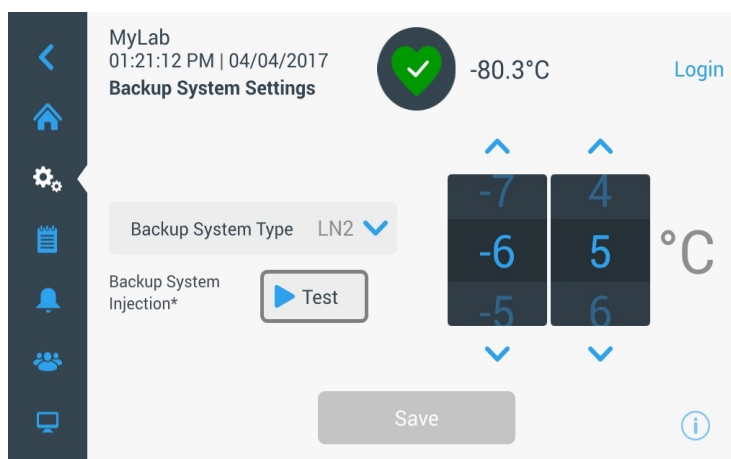 MyLab
01:21:12 PM | 04/04/2017
Backup System Settings
-80.3°C
Login
-7 4
Backup System Type LN2
-6 5 °C
Backup System
Injection*
Test
-5 6
Save
i